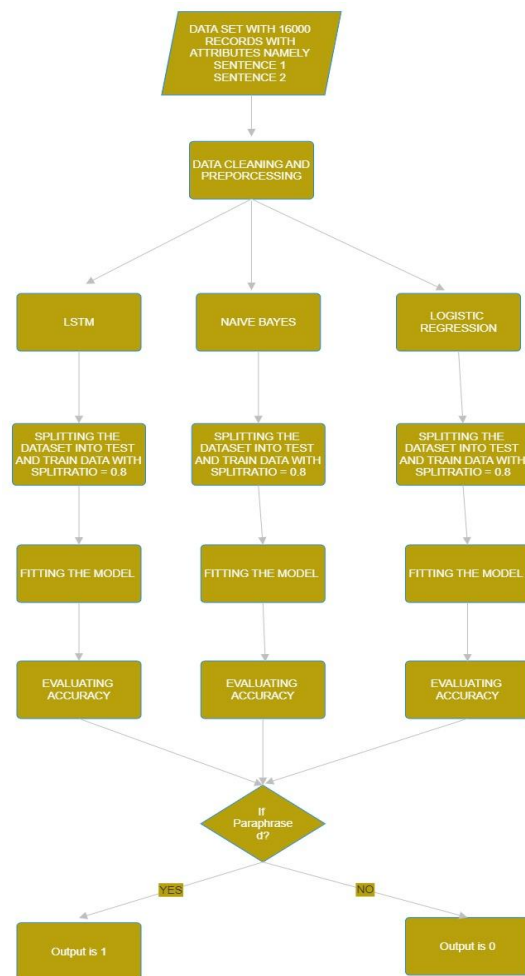 DATA SET WITH 16000
RECORDS WITH
ATTRIBUTES NAMELY
SENTENCE 1
SENTENCE 2
DATA CLEANING AND
PREPORCESSING
LSTM
NAIVE BAYES
LOGISTIC
REGRESSION
SPLITTING THE
DATASET INTO TEST
AND TRAIN DATA WITH
SPLITRATIO = 0.8
SPLITTING THE
DATASET INTO TEST
AND TRAIN DATA WITH
SPLITRATIO = 0.8
SPLITTING THE
DATASET INTO TEST
AND TRAIN DATA WITH
SPLITRATIO = 0.8
FITTING THE MODEL
FITTING THE MODEL
FITTING THE MODEL
EVALUATING
ACCURACY
EVALUATING
ACCURACY
EVALUATING
ACCURACY
If
Paraphrase
d?
YES
NO
Output is 1
Output is 0